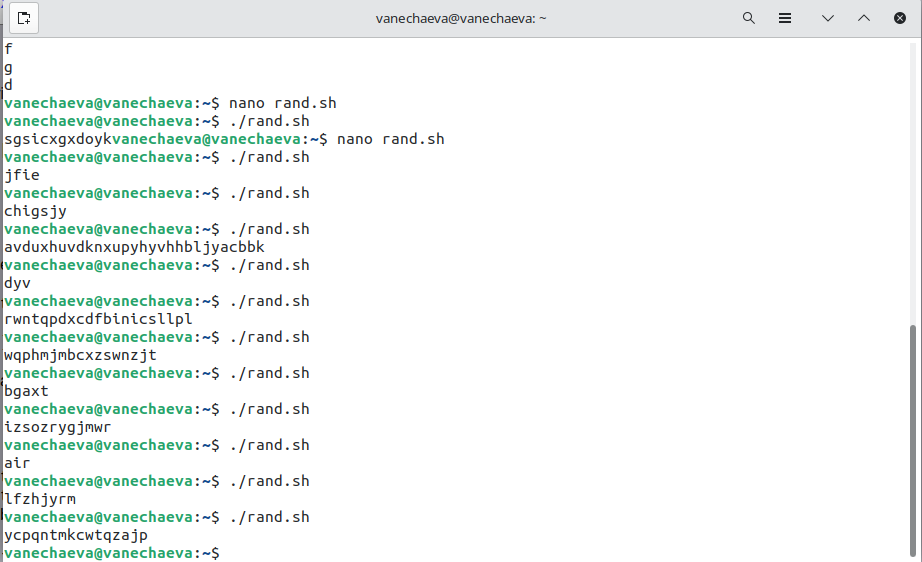 vanechaeva@vanechaeva: ~
f
g
d
vanechaeva@vanechaeva:~$ nano rand.sh
vanechaeva@vanechaeva:~$ ./rand.sh
sgsicxgxdoykvanechaeva@vanechaeva:~$ nano rand.sh
vanechaeva@vanechaeva:~$ ./rand.sh
jfie
vanechaeva@vanechaeva:~$ ./rand.sh
chigsjy
vanechaeva@vanechaeva:~$ ./rand.sh
avduxhuvdknxupyhyvhhbljyacbbk
vanechaeva@vanechaeva:~$ ./rand.sh
dyv
vanechaeva@vanechaeva:~$ ./rand.sh
rwntqpdxcdfbinicsllpl
vanechaeva@vanechaeva:~$ ./rand.sh
wqphmjmbcxzswnzjt
vanechaeva@vanechaeva:~$ ./rand.sh
bgaxt
vanechaeva@vanechaeva:~$ ./rand.sh
izsozrygjmwr
vanechaeva@vanechaeva:~$ ./rand.sh
air
vanechaeva@vanechaeva:~$ ./rand.sh
lfzhjyrm
vanechaeva@vanechaeva:~$ ./rand.sh
ycpqntmkcwtqzajp
vanechaeva@vanechaeva:~$